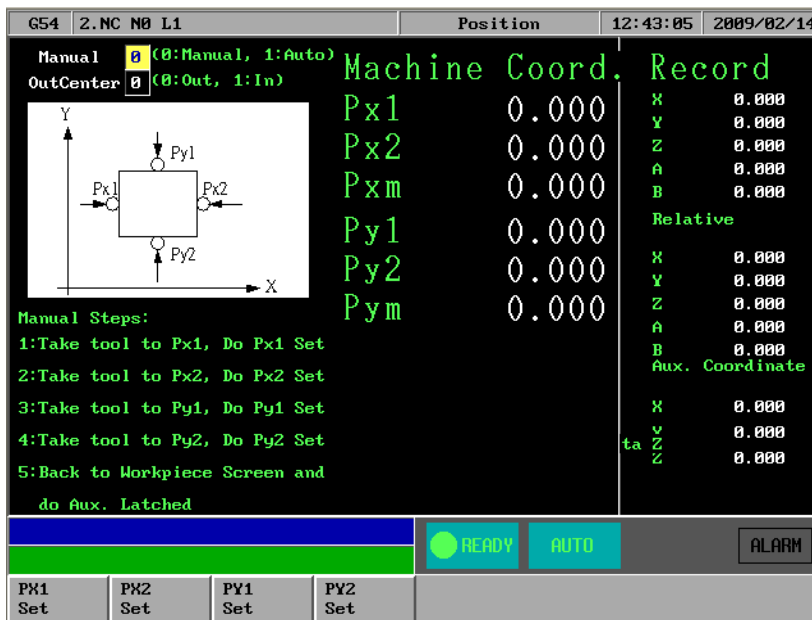 G54 2.NC N0 L1 Position 12:43:05 2009/02/14
Manual 0 (0:Manual, 1:Auto)
OutCenter 0 (0:Out, 1:In)
Y
Py1
Px1
Px2
Py2
X
Manual Steps:
1:Take tool to Px1, Do Px1 Set
2:Take tool to Px2, Do Px2 Set
3:Take tool to Py1, Do Py1 Set
4:Take tool to Py2, Do Py2 Set
5:Back to Workpiece Screen and
do Aux. Latched
Machine Coord.
Px1 0.000
Px2 0.000
Pxm 0.000
Py1 0.000
Py2 0.000
Pym 0.000
Record
X 0.000
Y 0.000
Z 0.000
A 0.000
B 0.000
Relative
X 0.000
Y 0.000
Z 0.000
A 0.000
B 0.000
Aux. Coordinate
X 0.000
Y 0.000
ta Z
Z 0.000
READY AUTO ALARM
PX1 Set
PX2 Set
PY1 Set
PY2 Set